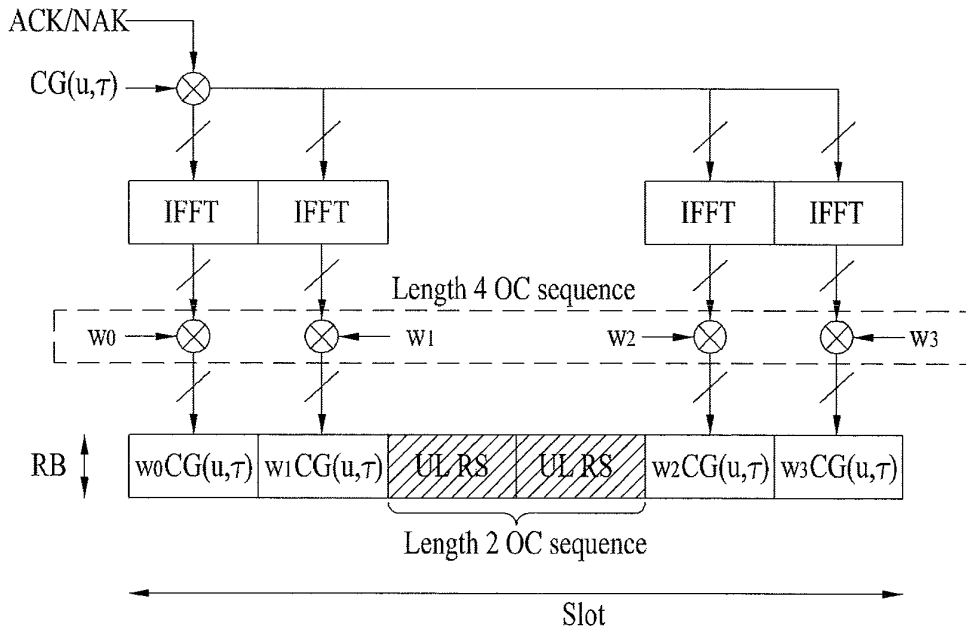 ACK/NAK
CG(u,τ)
IFFT IFFT IFFT IFFT
Length 4 OC sequence
w0 w1 w2 w3
RB
w0CG(u,τ) w1CG(u,τ) UL RS UL RS w2CG(u,τ) w3CG(u,τ)
Length 2 OC sequence
Slot